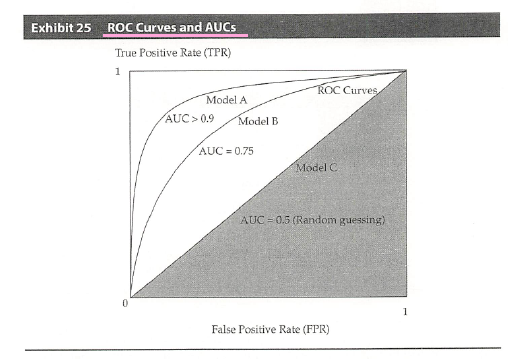 Exhibit 25 ROC Curves and AUCs
True Positive Rate (TPR)
1
ROC Curves
Model A
AUC > 0.9
Model B
AUC = 0.75
Model C
AUC = 0.5 (Random guessing)
0
1
False Positive Rate (FPR)